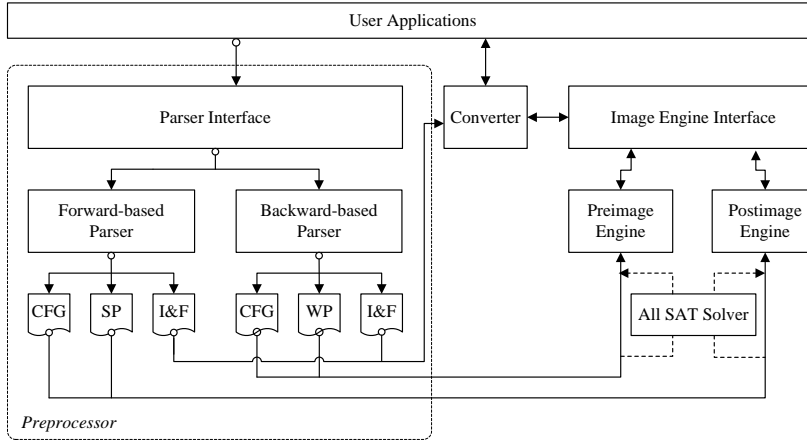 User Applications
Parser Interface
Converter
Image Engine Interface
Forward-based
Parser
Backward-based
Parser
Preimage
Engine
Postimage
Engine
CFG
SP
I&F
CFG
WP
I&F
All SAT Solver
Preprocessor